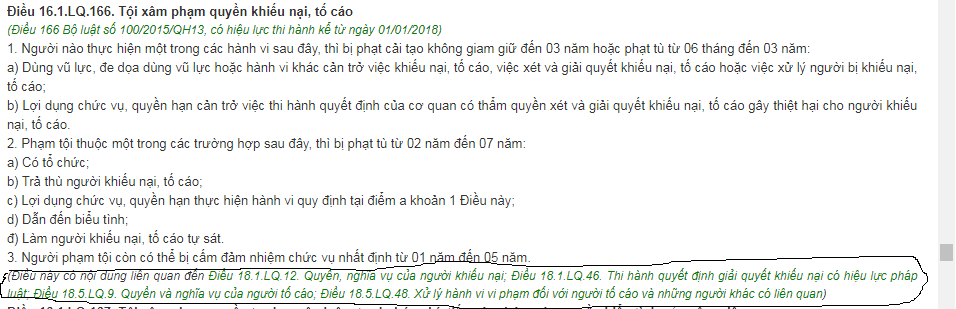 Điều 16.1.LQ.166. Tội xâm phạm quyền khiếu nại, tố cáo
(Điều 166 Bộ luật số 100/2015/QH13, có hiệu lực thi hành kể từ ngày 01/01/2018)
1. Người nào thực hiện một trong các hành vi sau đây, thì bị phạt cải tạo không giam giữ đến 03 năm hoặc phạt tù từ 06 tháng đến 03 năm:
a) Dùng vũ lực, đe dọa dùng vũ lực hoặc hành vi khác cản trở việc khiếu nại, tố cáo, việc xét và giải quyết khiếu nại, tố cáo hoặc việc xử lý người bị khiếu nại,
tố cáo;
b) Lợi dụng chức vụ, quyền hạn cản trở việc thi hành quyết định của cơ quan có thẩm quyền xét và giải quyết khiếu nại, tố cáo gây thiệt hại cho người khiếu
nại, tố cáo.
2. Phạm tội thuộc một trong các trường hợp sau đây, thì bị phạt tù từ 02 năm đến 07 năm:
a) Có tổ chức;
b) Trả thù người khiếu nại, tố cáo;
c) Lợi dụng chức vụ, quyền hạn thực hiện hành vi quy định tại điểm a khoản 1 Điều này;
d) Dẫn đến biểu tình;
đ) Làm người khiếu nại, tố cáo tự sát.
3. Người phạm tội còn có thể bị cấm đảm nhiệm chức vụ nhất định từ 01 năm đến 05 năm.
(Điều này có nội dung liên quan đến Điều 18.1.LQ.12. Quyền, nghĩa vụ của người khiếu nại; Điều 18.1.LQ.46. Thi hành quyết định giải quyết khiếu nại có hiệu lực pháp
luật; Điều 18.5.LQ.9. Quyền và nghĩa vụ của người tố cáo; Điều 18.5.LQ.48. Xử lý hành vi vi phạm đối với người tố cáo và những người khác có liên quan)